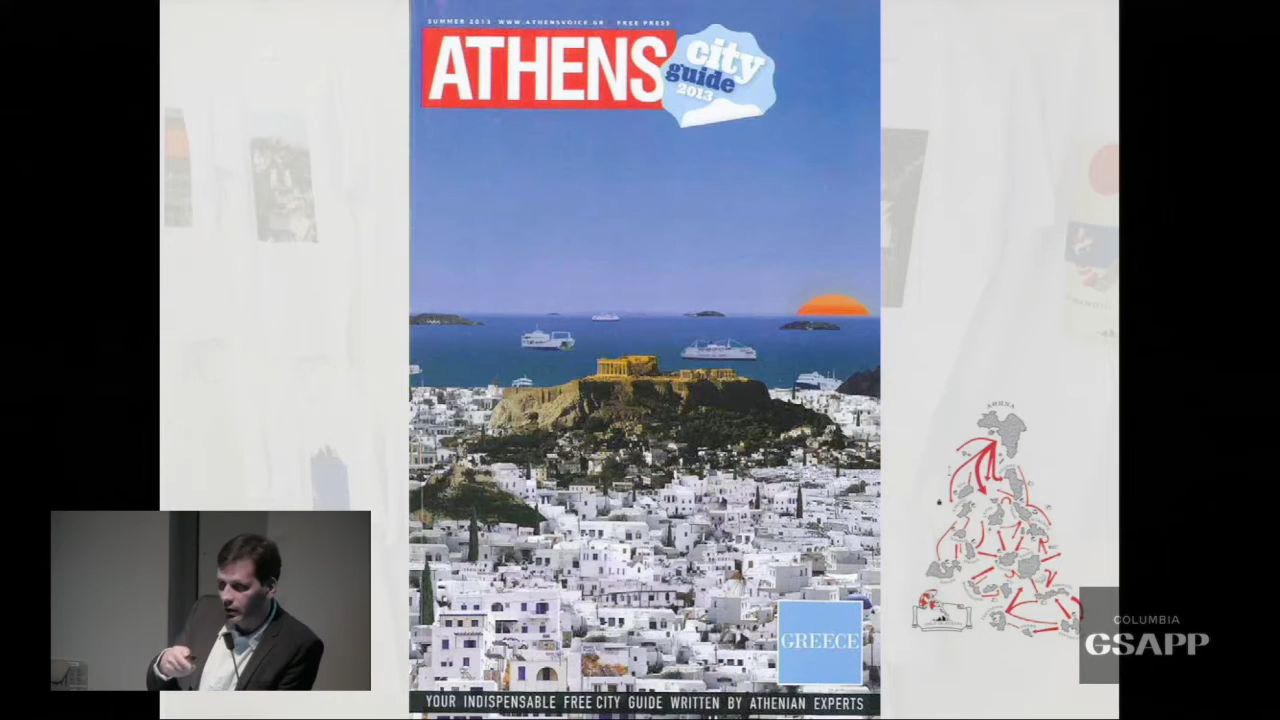 SUMMER 2013 WWW.ATHENSVOICE.GR FREE PRESS
ATHENS
city
guide
2013
GREECE
YOUR INDISPENSABLE FREE CITY GUIDE WRITTEN BY ATHENIAN EXPERTS
ΑΘΗΝΑ
COLUMBIA
GSAPP